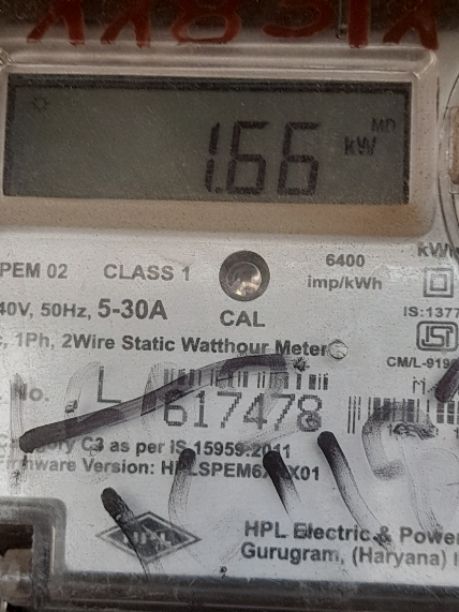 1.66 kW MD
PEM 02 CLASS 1 6400 imp/kWh
40V, 50Hz, 5-30A CAL IS:1377
1Ph, 2Wire Static Watthour Meter CM/L-919
No. L 617478
C3 as per IS 15959:2011
Version:
HPL Electric & Powe
Gurugram, (Haryana) I